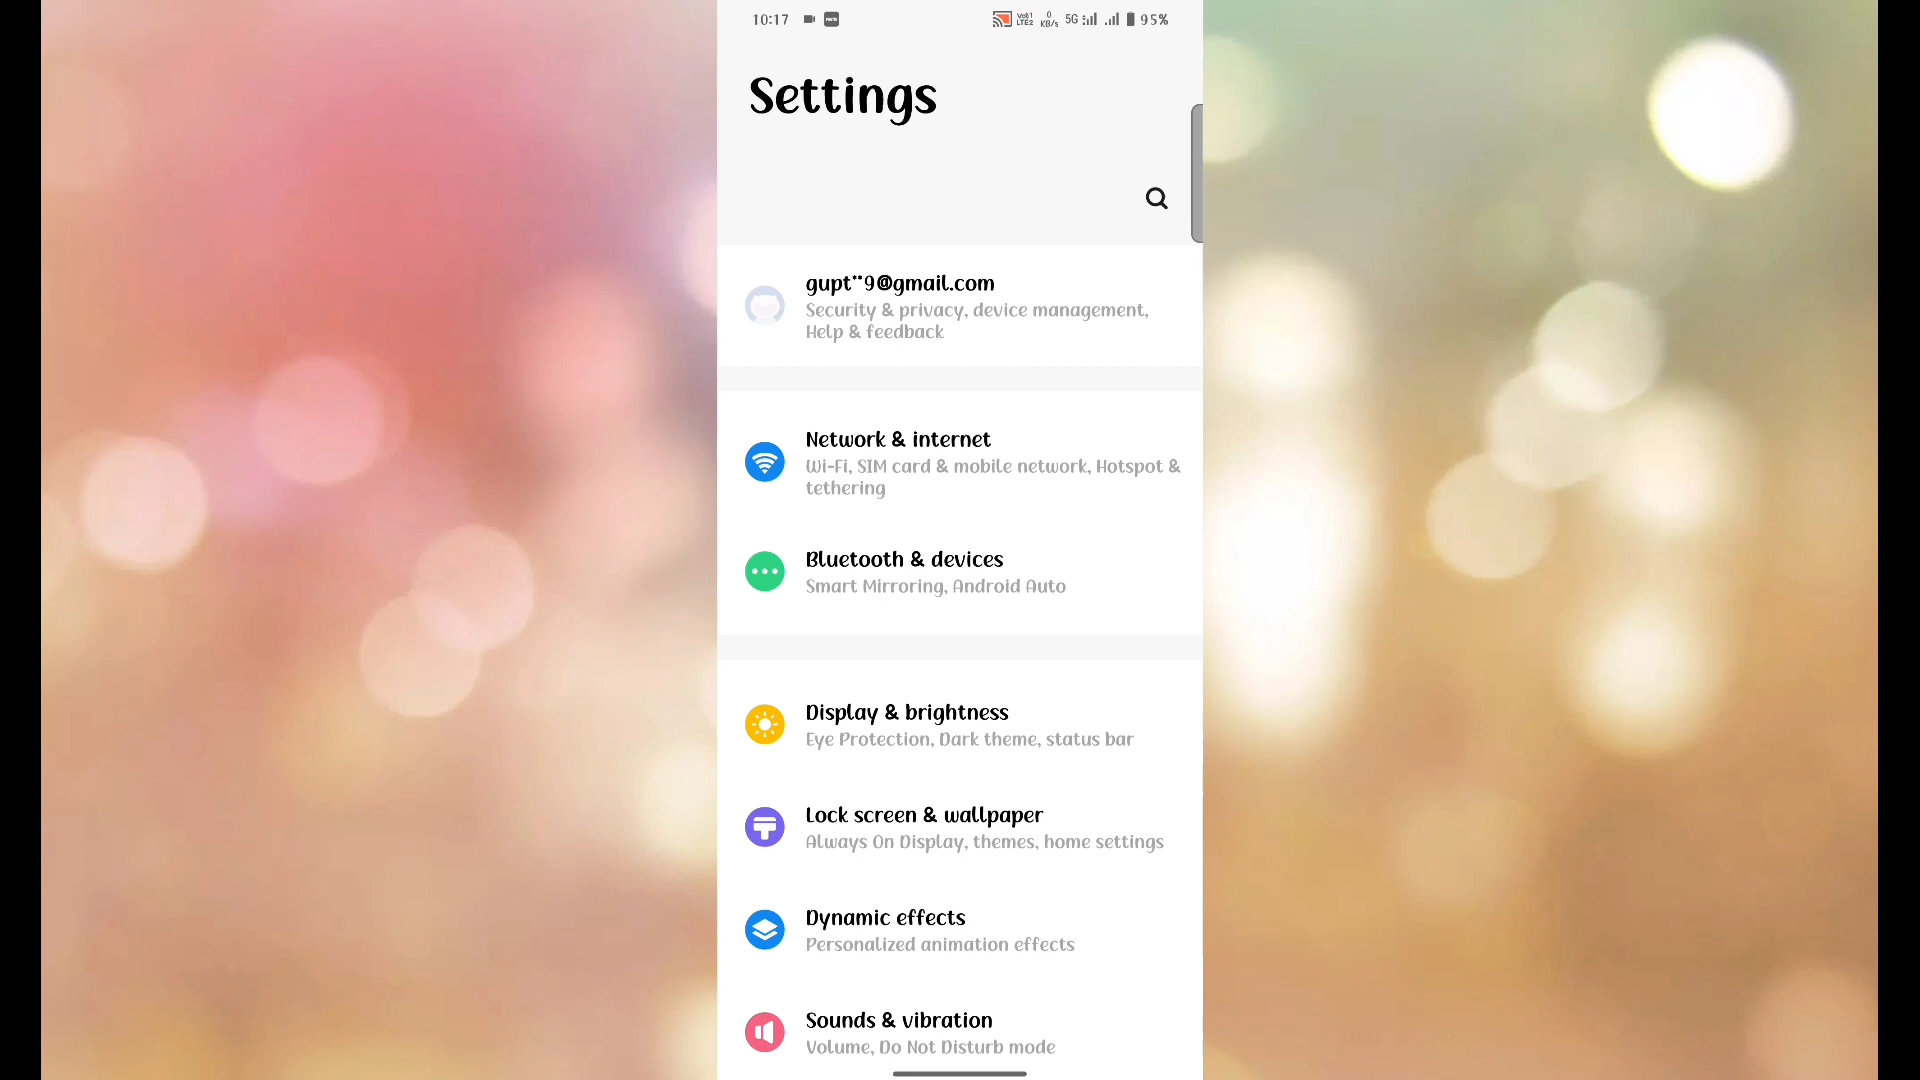 10:17
Vo)) 1
LTE2
0
KB/s
5G
95%
Settings
gupt**9@gmail.com
Security & privacy, device management,
Help & feedback
Network & internet
Wi-Fi, SIM card & mobile network, Hotspot &
tethering
Bluetooth & devices
Smart Mirroring, Android Auto
Display & brightness
Eye Protection, Dark theme, status bar
Lock screen & wallpaper
Always On Display, themes, home settings
Dynamic effects
Personalized animation effects
Sounds & vibration
Volume, Do Not Disturb mode